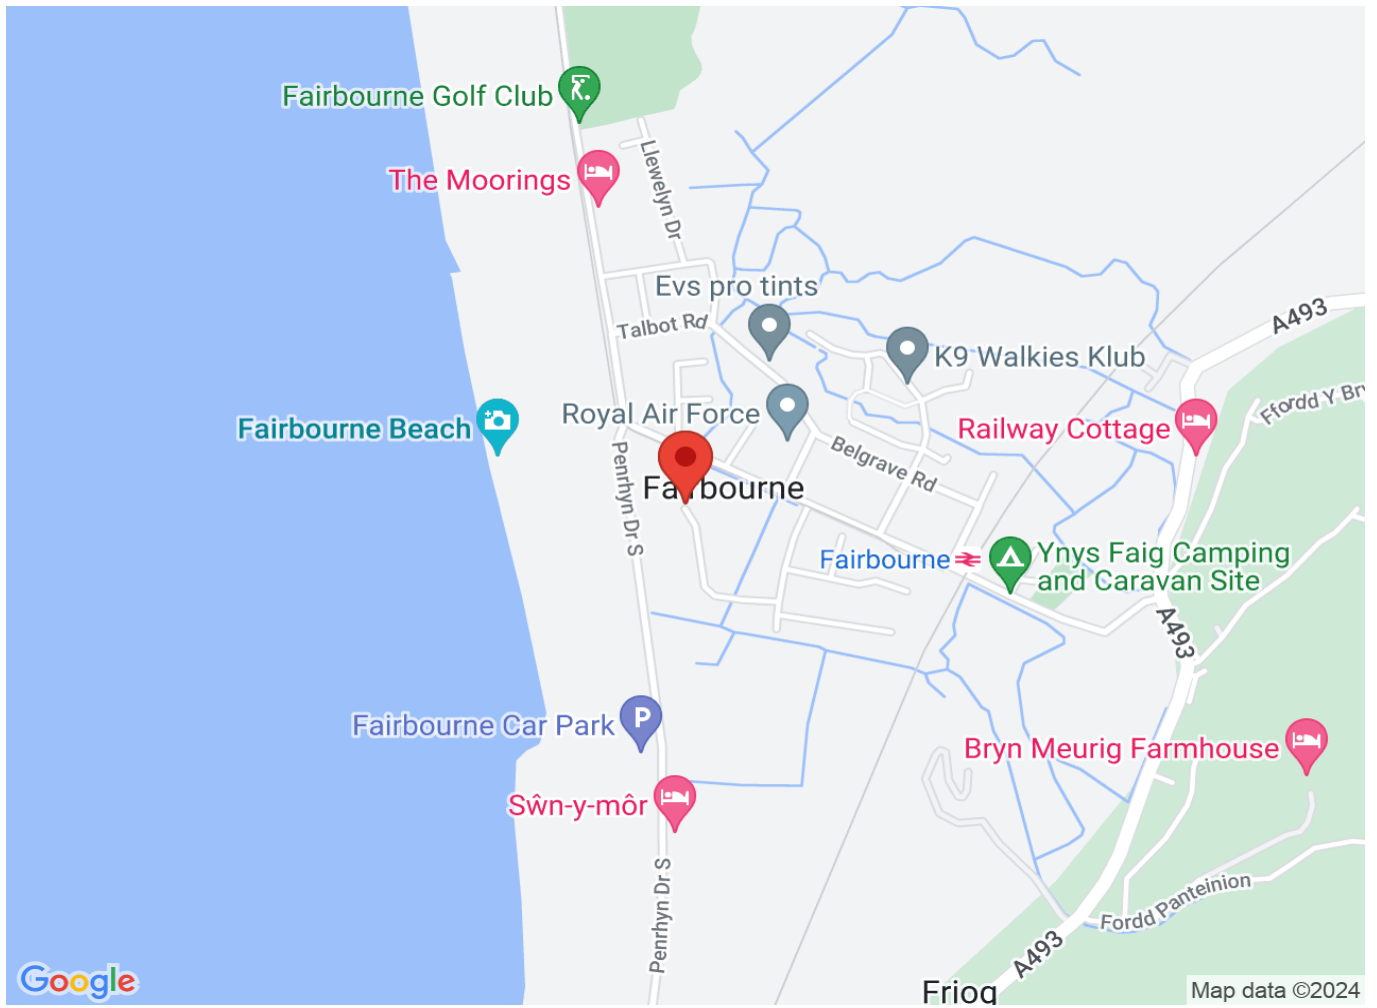 Fairbourne Golf Club
Llewelyn Dr
The Moorings
Evs pro tints
A493
Talbot Rd
K9 Walkies Klub
Ffordd Y Bry
Royal Air Force
Fairbourne Beach
Railway Cottage
Penrhyn Dr S
Belgrave Rd
Fairbourne
Fairbourne
Ynys Faig Camping
and Caravan Site
A493
Fairbourne Car Park
Bryn Meurig Farmhouse
P
Sŵn-y-môr
Penrhyn Dr S
Fordd Panteinion
A493
Google
Friog
Map data ©2024